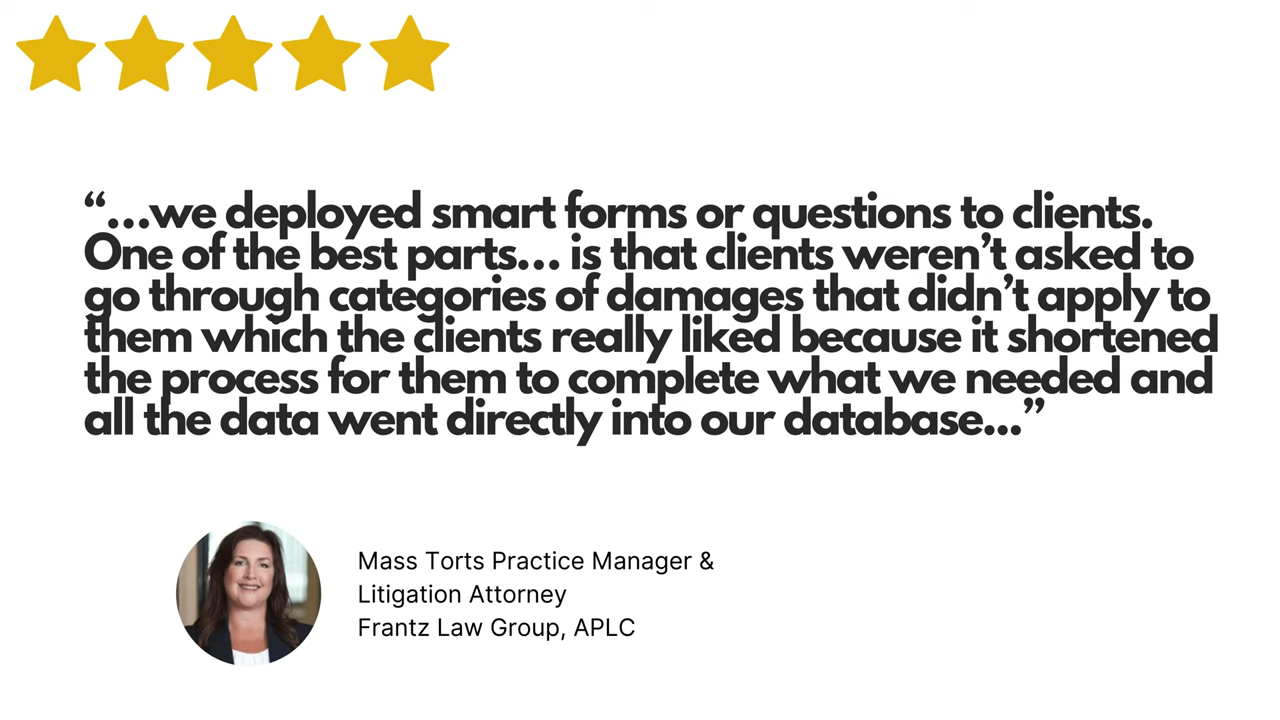 “...we deployed smart forms or questions to clients.
One of the best parts... is that clients weren’t asked to
go through categories of damages that didn’t apply to
them which the clients really liked because it shortened
the process for them to complete what we needed and
all the data went directly into our database...”
Mass Torts Practice Manager &
Litigation Attorney
Frantz Law Group, APLC